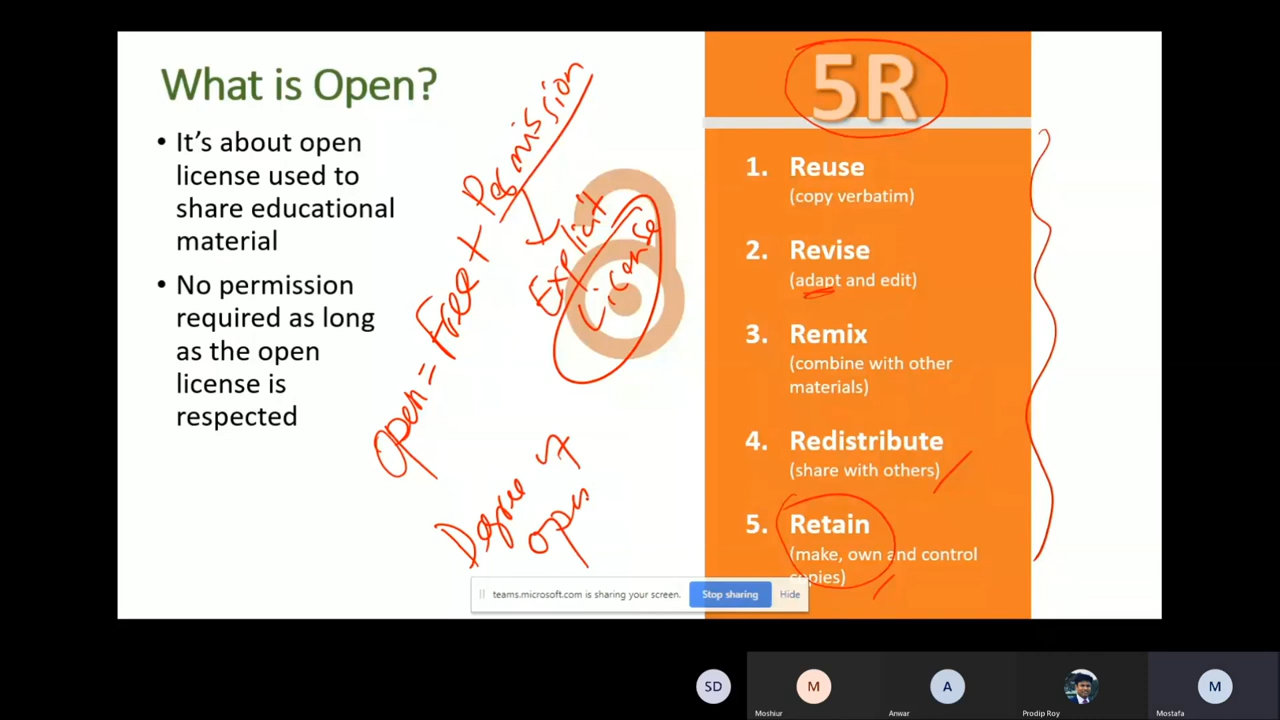 What is Open?
• It's about open
license used to
share educational
material
• No permission
required as long
as the open
license is
respected
Open = Free + Permission
Explicit
License
Degree of
open
5R
1. Reuse
(copy verbatim)
2. Revise
(adapt and edit)
3. Remix
(combine with other
materials)
4. Redistribute
(share with others)
5. Retain
(make, own and control
copies)
teams.microsoft.com is sharing your screen.
Stop sharing
Hide
SD
M
A
M
Moshiur
Anwar
Prodip Roy
Mostafa